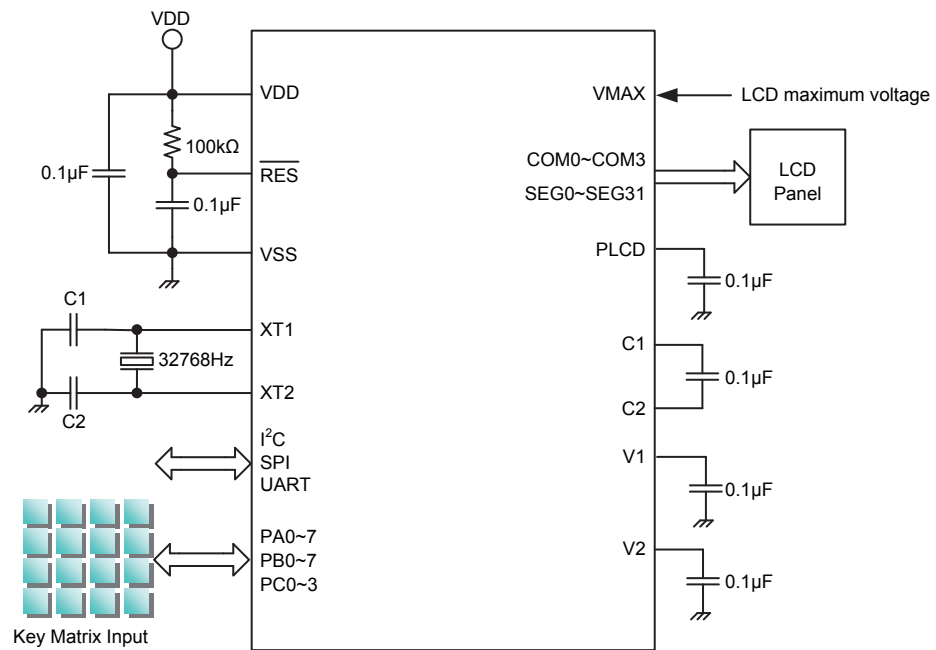 VDD
VDD
100kΩ
0.1µF
RES
0.1µF
VSS
C1
XT1
32768Hz
XT2
C2
I²C
SPI
UART
PA0~7
PB0~7
PC0~3
Key Matrix Input
VMAX
LCD maximum voltage
COM0~COM3
SEG0~SEG31
LCD
Panel
PLCD
0.1µF
C1
0.1µF
C2
V1
0.1µF
V2
0.1µF